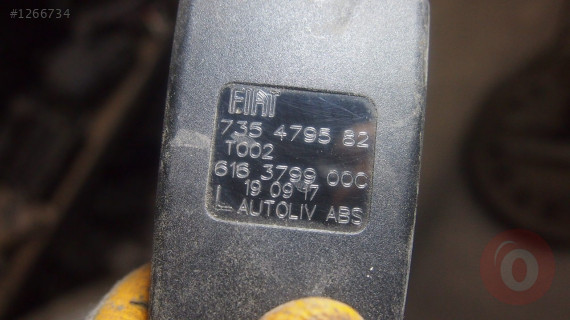 #1266734
FIAT
735 4795 82
T002
616 3799 00C
19 09 17
L AUTOLIV ABS